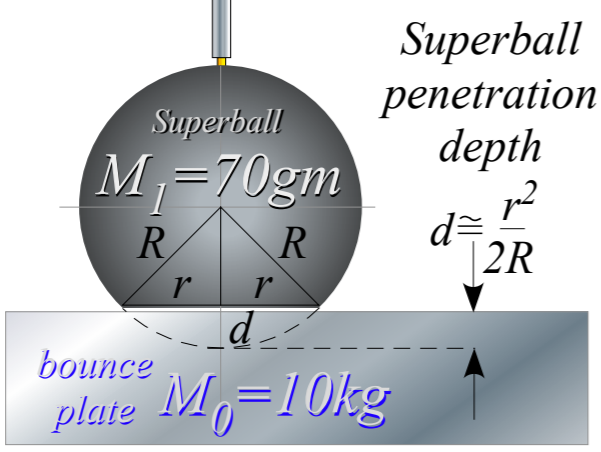 Superball
penetration
depth
d≅ r²/2R
Superball
M₁=70gm
R R
r r
d
bounce
plate
M₀=10kg